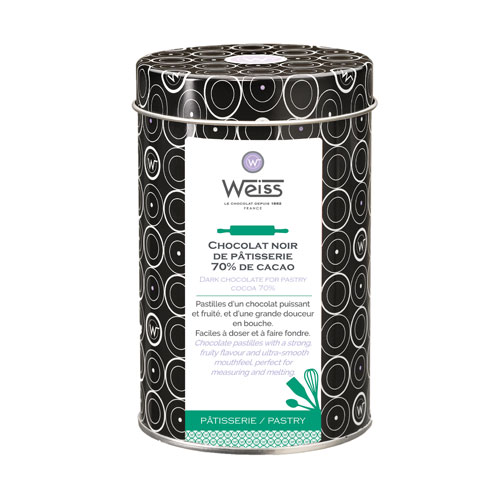 W
Weiss
LE CHOCOLAT DEPUIS 1882
FRANCE
CHOCOLAT NOIR
DE PÂTISSERIE
70% DE CACAO
DARK CHOCOLATE FOR PASTRY
COCOA 70%
Pastilles d'un chocolat puissant
et fruité, et d'une grande douceur
en bouche.
Faciles à doser et à faire fondre.
Chocolate pastilles with a strong,
fruity flavour and ultra-smooth
mouthfeel, perfect for
measuring and melting.
PÂTISSERIE / PASTRY
W
W
W